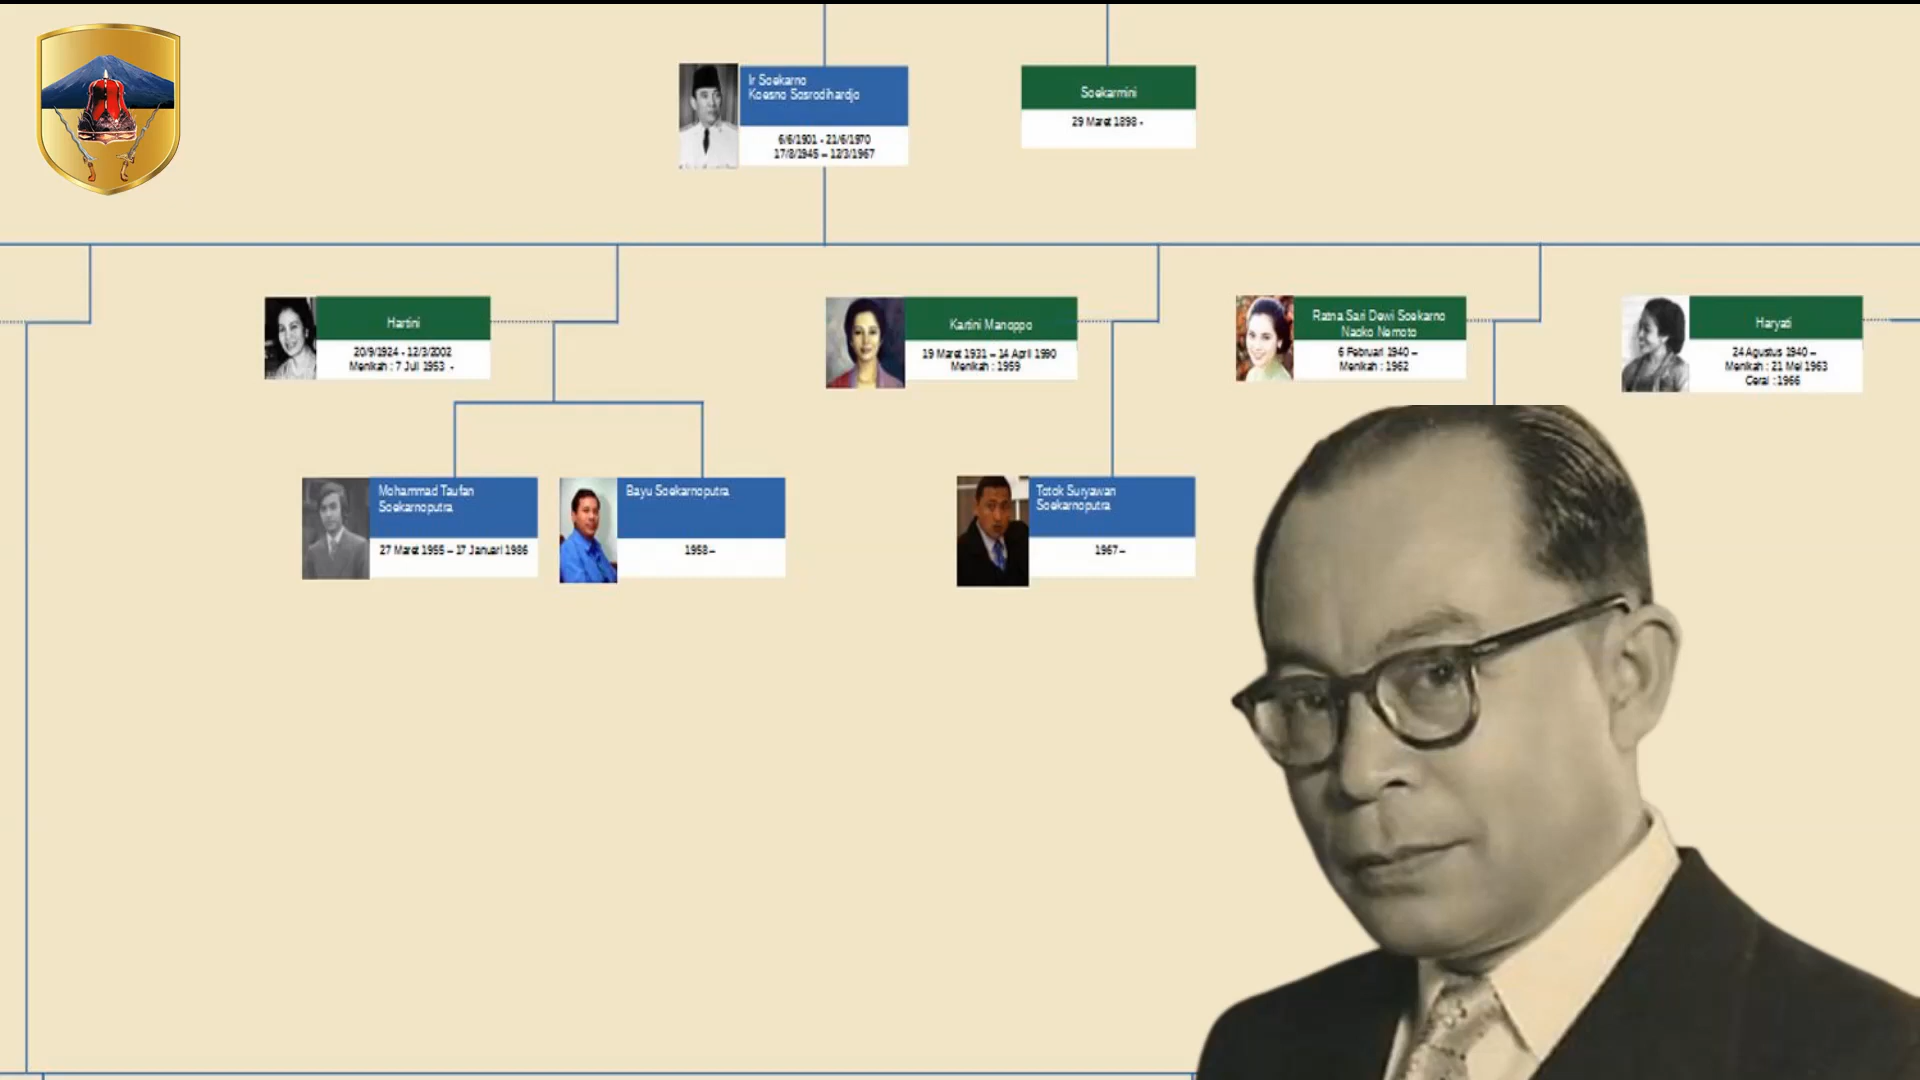 Ir Soekarno
Koesno Sosrodihardjo
6/6/1901 - 21/6/1970
17/8/1945 – 12/3/1967
Soekarmini
29 Maret 1898 -
Hartini
20/9/1924 - 12/3/2002
Menikah : 7 Juli 1953 -
Kartini Manoppo
19 Maret 1931 – 14 April 1990
Menikah : 1959
Ratna Sari Dewi Soekarno
Naoko Nemoto
6 Februari 1940 –
Menikah : 1962
Haryati
24 Agustus 1940 –
Menikah : 21 Mei 1963
Cerai : 1966
Mohammad Taufan
Soekarnoputra
27 Maret 1955 – 17 Januari 1986
Bayu Soekarnoputra
1958 –
Totok Suryawan
Soekarnoputra
1967 –